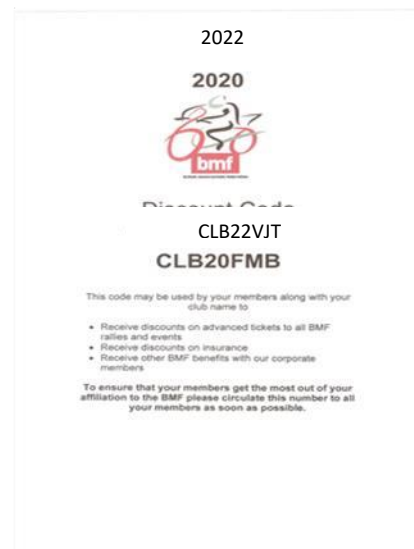 2022
2020
bmf
Discount Code
CLB22VJT
CLB20FMB
This code may be used by your members along with your
club name to
• Receive discounts on advanced tickets to all BMF
rallies and events
• Receive discounts on insurance
• Receive other BMF benefits with our corporate
members
To ensure that your members get the most out of your
affiliation to the BMF please circulate this number to all
your members as soon as possible.